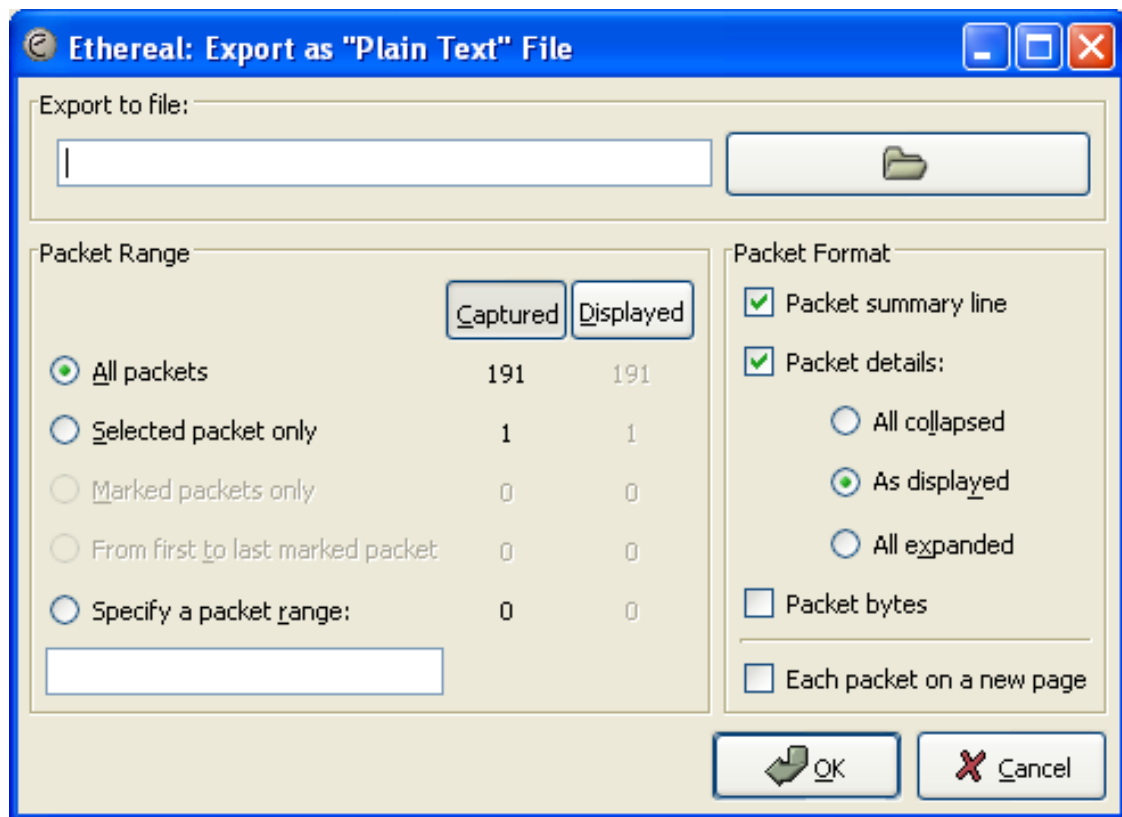 Ethereal: Export as "Plain Text" File
Export to file:
Packet Range
Captured Displayed
All packets 191 191
Selected packet only 1 1
Marked packets only 0 0
From first to last marked packet 0 0
Specify a packet range: 0 0
Packet Format
Packet summary line
Packet details:
All collapsed
As displayed
All expanded
Packet bytes
Each packet on a new page
OK Cancel